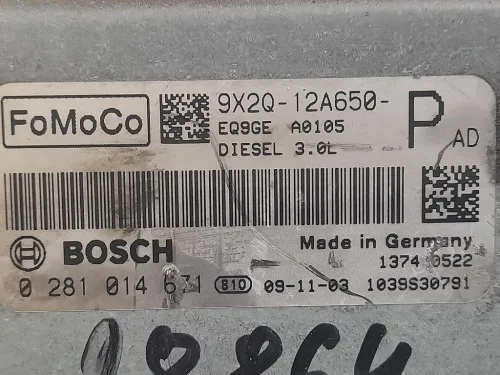 FoMoCo
9X2Q-12A650-
EQ9GE A0105
DIESEL 3.0L
P AD
BOSCH
Made in Germany
0 281 014 631 B10 09-11-03 1039S30791